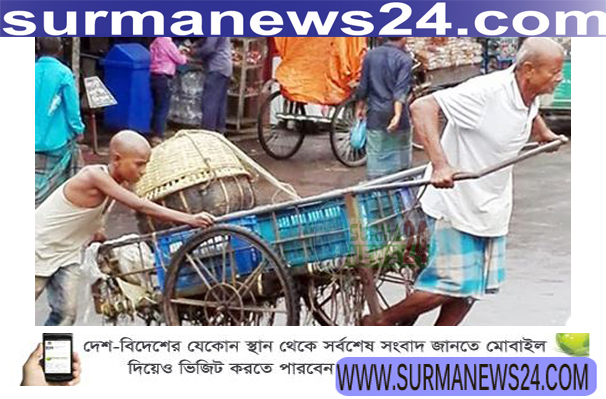 surmanews24.com
দেশ-বিদেশের যেকোন স্থান থেকে সর্বশেষ সংবাদ জানতে মোবাইল
দিয়েও ভিজিট করতে পারবেন
WWW.SURMANEWS24.COM